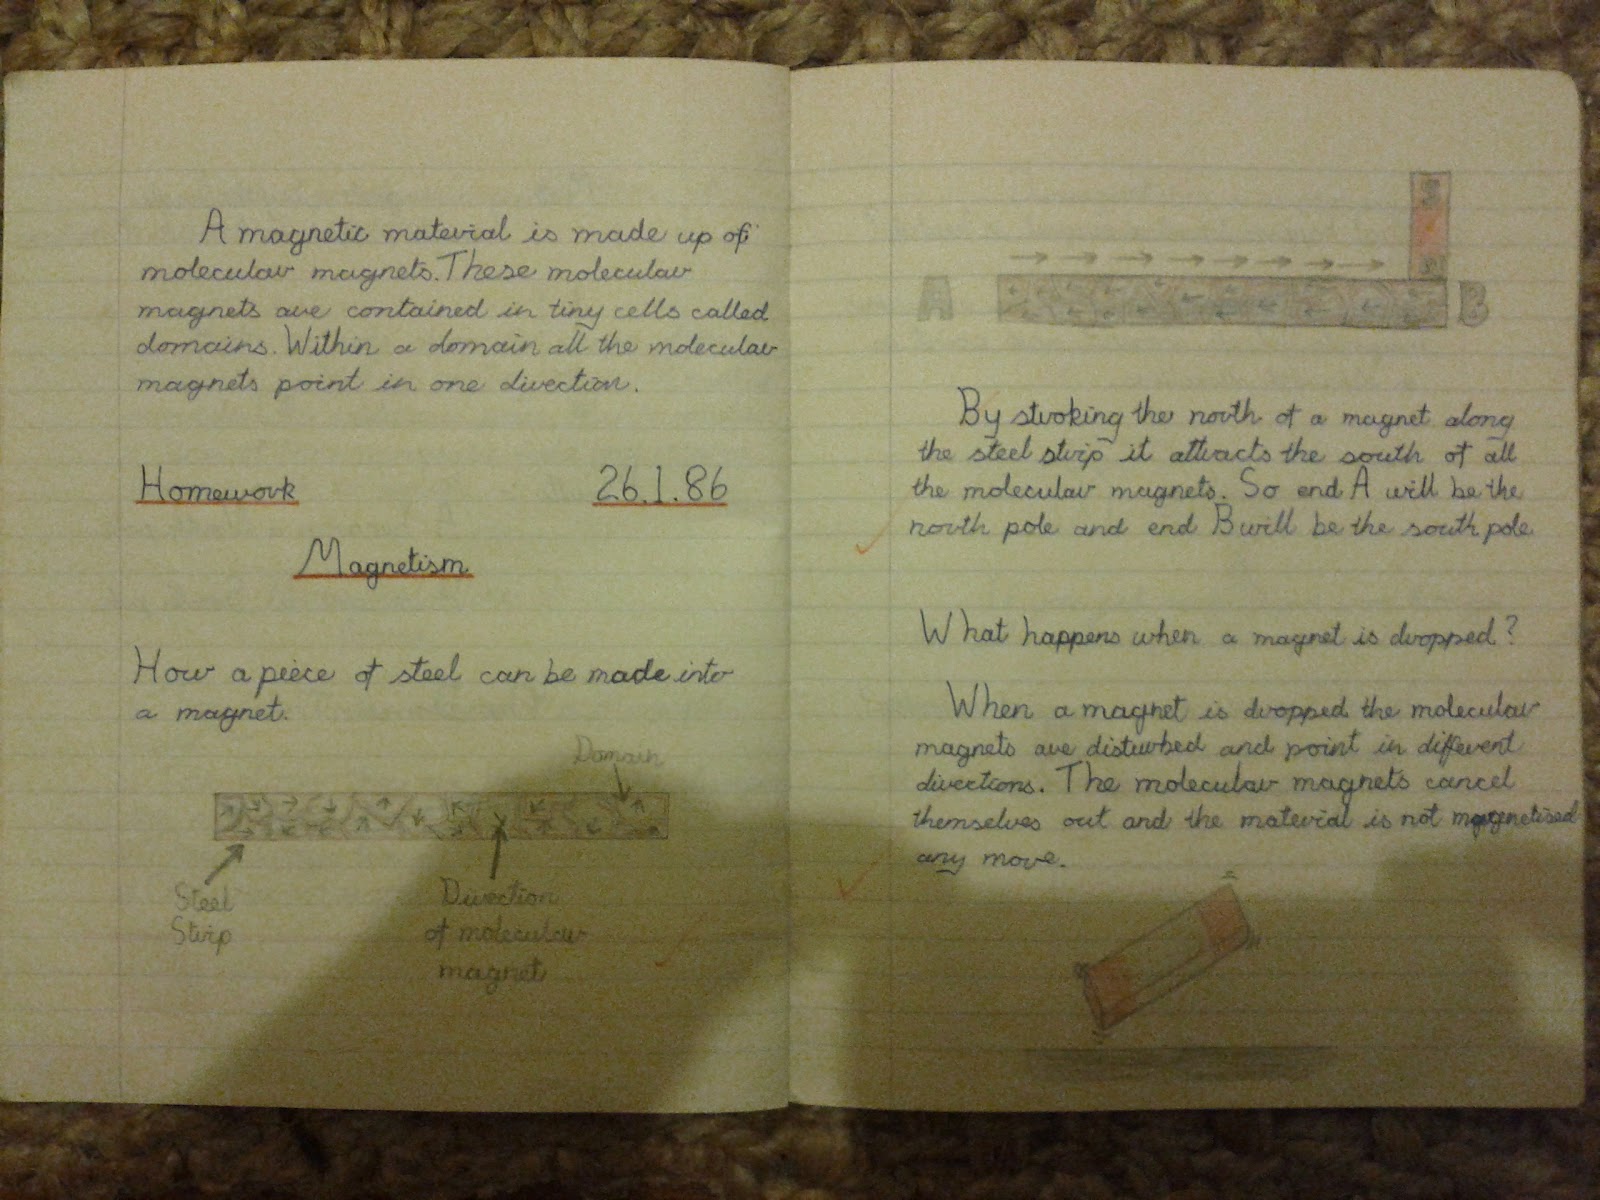 A magnetic material is made up of
molecular magnets. These molecular
magnets are contained in tiny cells called
domains. Within a domain all the molecular
magnets point in one direction.
Homework 26.1.86
Magnetism
How a piece of steel can be made into
a magnet.
Domain
Steel
Strip
Direction
of molecular
magnet
A B
By stroking the north of a magnet along
the steel strip it attracts the south of all
the molecular magnets. So end A will be the
north pole and end B will be the south pole
What happens when a magnet is dropped?
When a magnet is dropped the molecular
magnets are disturbed and point in different
directions. The molecular magnets cancel
themselves out and the material is not magnetised
any more.